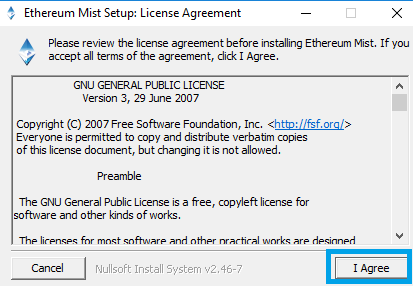 Ethereum Mist Setup: License Agreement
Please review the license agreement before installing Ethereum Mist. If you
accept all terms of the agreement, click I Agree.
GNU GENERAL PUBLIC LICENSE
Version 3, 29 June 2007
Copyright (C) 2007 Free Software Foundation, Inc. <http://fsf.org/>
Everyone is permitted to copy and distribute verbatim copies
of this license document, but changing it is not allowed.
Preamble
The GNU General Public License is a free, copyleft license for
software and other kinds of works.
The licenses for most software and other practical works are designed
Cancel Nullsoft Install System v2.46-7 I Agree